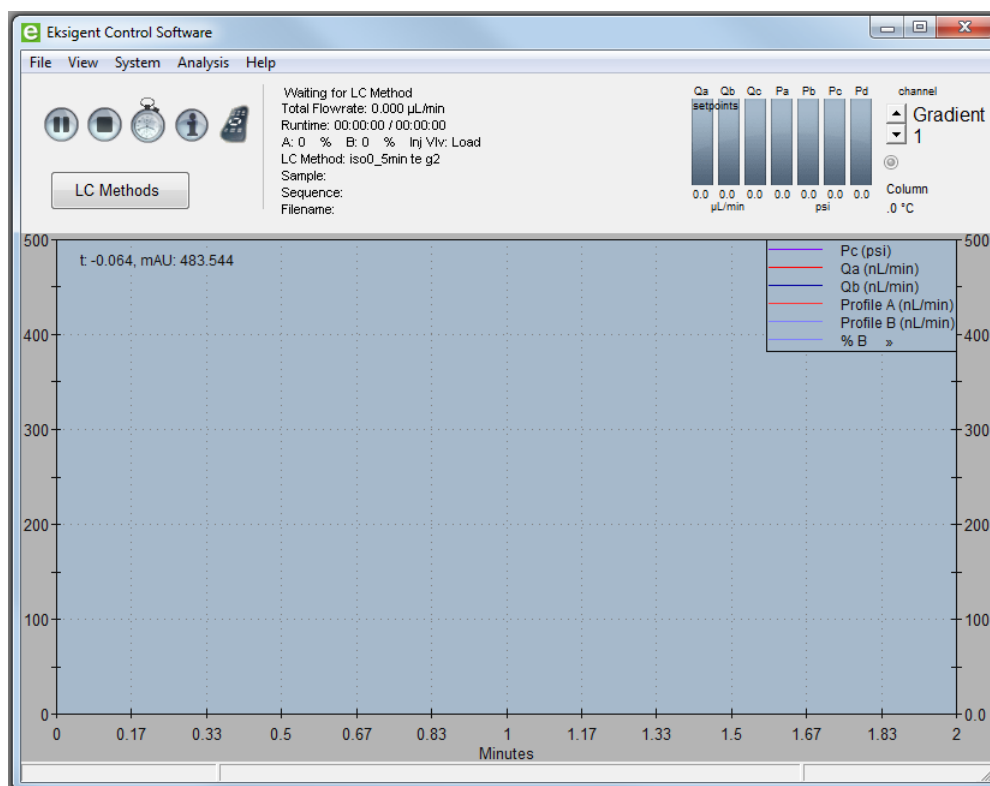 Eksigent Control Software
File View System Analysis Help
Waiting for LC Method
Total Flowrate: 0.000 µL/min
Runtime: 00:00:00 / 00:00:00
A: 0 % B: 0 % Inj Vlv: Load
LC Method: iso0_5min te g2
Sample:
Sequence:
Filename:
LC Methods
Qa Qb Qc Pa Pb Pc Pd
setpoints
0.0 0.0 0.0 0.0 0.0 0.0 0.0
µL/min psi
channel
Gradient
1
Column
.0 °C
t: -0.064, mAU: 483.544
Pc (psi)
Qa (nL/min)
Qb (nL/min)
Profile A (nL/min)
Profile B (nL/min)
% B »
500 500
400 400
300 300
200 200
100 100
0 0.0
0 0.17 0.33 0.5 0.67 0.83 1 1.17 1.33 1.5 1.67 1.83 2
Minutes